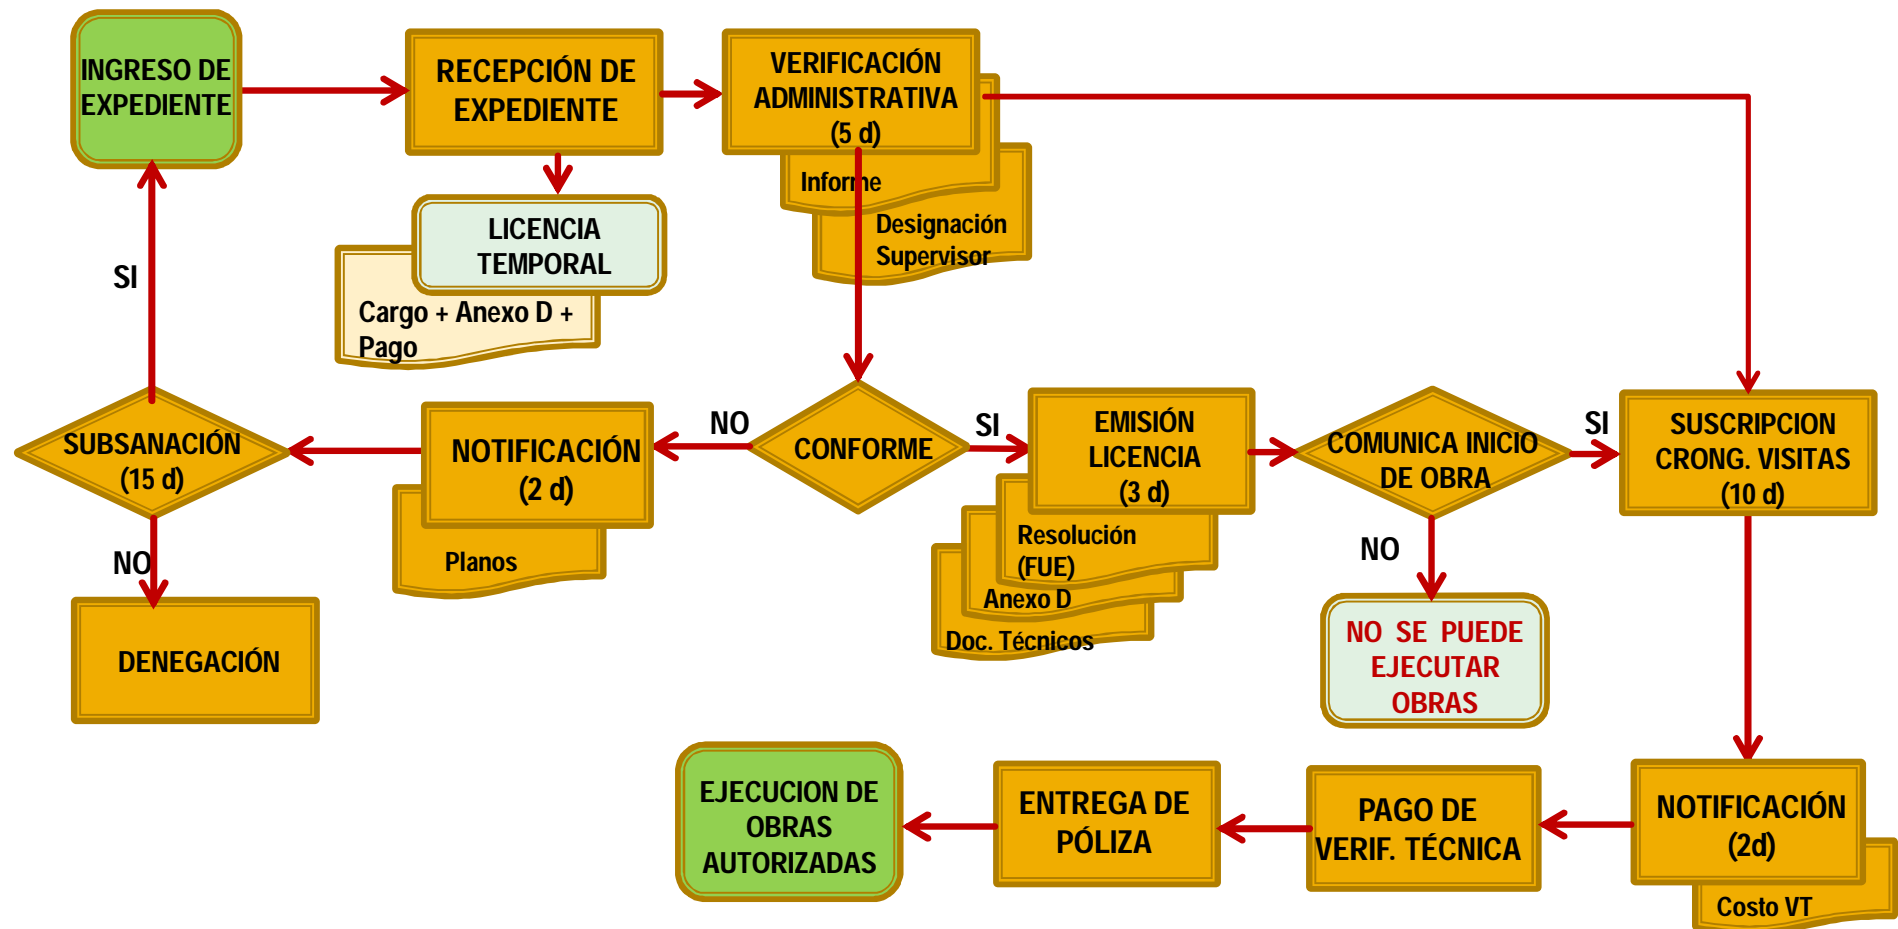 INGRESO DE
EXPEDIENTE
RECEPCIÓN DE
EXPEDIENTE
VERIFICACIÓN
ADMINISTRATIVA
(5 d)
Informe
Designación
Supervisor
LICENCIA
TEMPORAL
Cargo + Anexo D +
Pago
SI
SUBSANACIÓN
(15 d)
NO
DENEGACIÓN
NOTIFICACIÓN
(2 d)
Planos
NO
CONFORME
SI
EMISIÓN
LICENCIA
(3 d)
Resolución
(FUE)
Anexo D
Doc. Técnicos
COMUNICA INICIO
DE OBRA
SI
NO
NO SE PUEDE
EJECUTAR
OBRAS
SUSCRIPCION
CRONG. VISITAS
(10 d)
NOTIFICACIÓN
(2d)
Costo VT
PAGO DE
VERIF. TÉCNICA
ENTREGA DE
PÓLIZA
EJECUCION DE
OBRAS
AUTORIZADAS